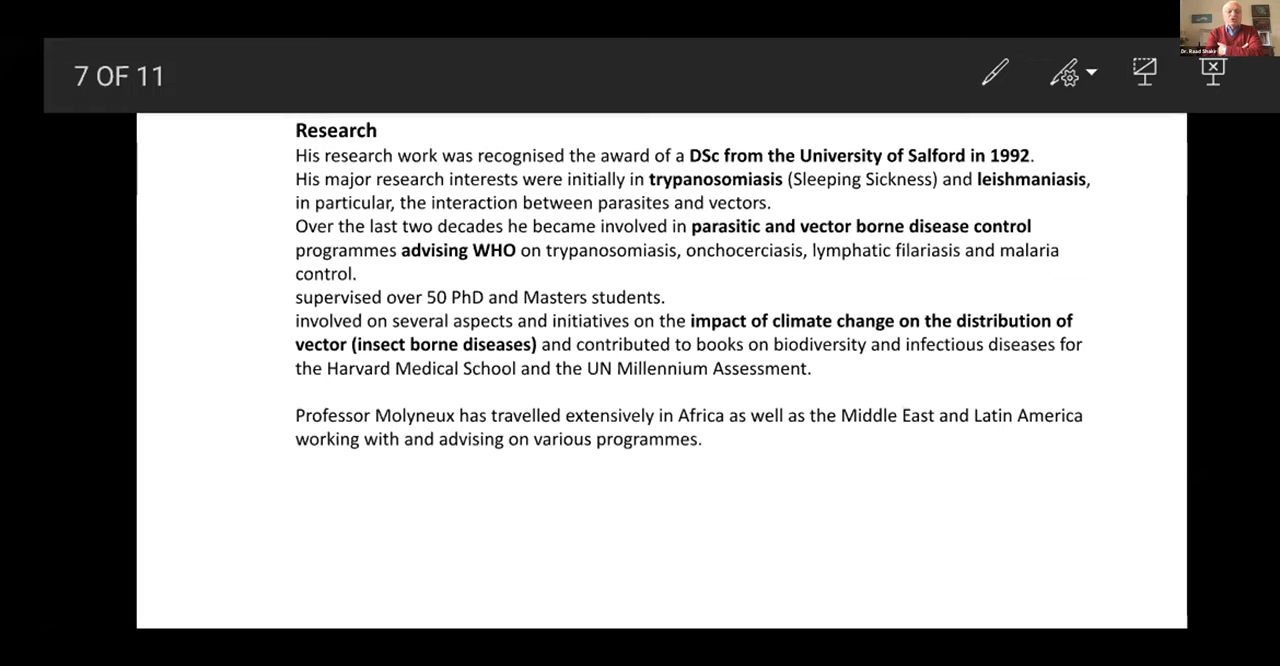 Dr. Raad Shakir
7 OF 11
Research
His research work was recognised the award of a DSc from the University of Salford in 1992.
His major research interests were initially in trypanosomiasis (Sleeping Sickness) and leishmaniasis,
in particular, the interaction between parasites and vectors.
Over the last two decades he became involved in parasitic and vector borne disease control
programmes advising WHO on trypanosomiasis, onchocerciasis, lymphatic filariasis and malaria
control.
supervised over 50 PhD and Masters students.
involved on several aspects and initiatives on the impact of climate change on the distribution of
vector (insect borne diseases) and contributed to books on biodiversity and infectious diseases for
the Harvard Medical School and the UN Millennium Assessment.
Professor Molyneux has travelled extensively in Africa as well as the Middle East and Latin America
working with and advising on various programmes.